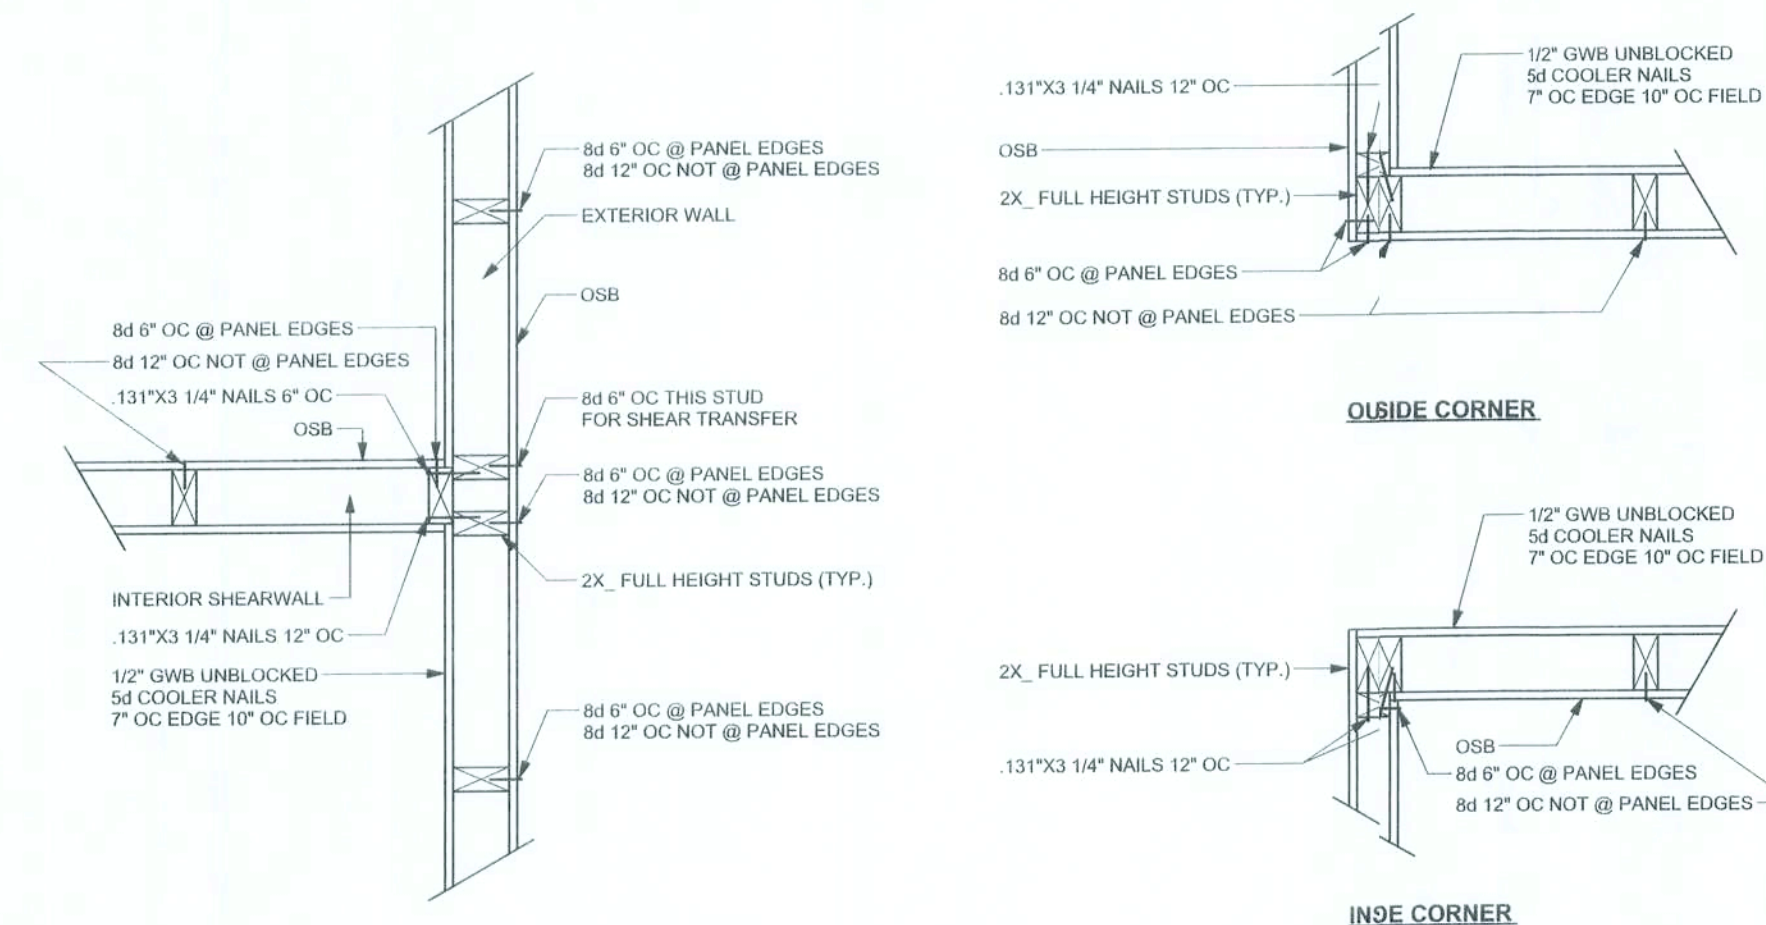 8d 6" OC @ PANEL EDGES
8d 12" OC NOT @ PANEL EDGES
EXTERIOR WALL
OSB
8d 6" OC @ PANEL EDGES
8d 12" OC NOT @ PANEL EDGES
.131"X3 1/4" NAILS 6" OC
OSB
8d 6" OC THIS STUD
FOR SHEAR TRANSFER
8d 6" OC @ PANEL EDGES
8d 12" OC NOT @ PANEL EDGES
2X_ FULL HEIGHT STUDS (TYP.)
INTERIOR SHEARWALL
.131"X3 1/4" NAILS 12" OC
1/2" GWB UNBLOCKED
5d COOLER NAILS
7" OC EDGE 10" OC FIELD
8d 6" OC @ PANEL EDGES
8d 12" OC NOT @ PANEL EDGES
1/2" GWB UNBLOCKED
5d COOLER NAILS
7" OC EDGE 10" OC FIELD
.131"X3 1/4" NAILS 12" OC
OSB
2X_ FULL HEIGHT STUDS (TYP.)
8d 6" OC @ PANEL EDGES
8d 12" OC NOT @ PANEL EDGES
OUSIDE CORNER
1/2" GWB UNBLOCKED
5d COOLER NAILS
7" OC EDGE 10" OC FIELD
2X_ FULL HEIGHT STUDS (TYP.)
.131"X3 1/4" NAILS 12" OC
OSB
8d 6" OC @ PANEL EDGES
8d 12" OC NOT @ PANEL EDGES
CORNER